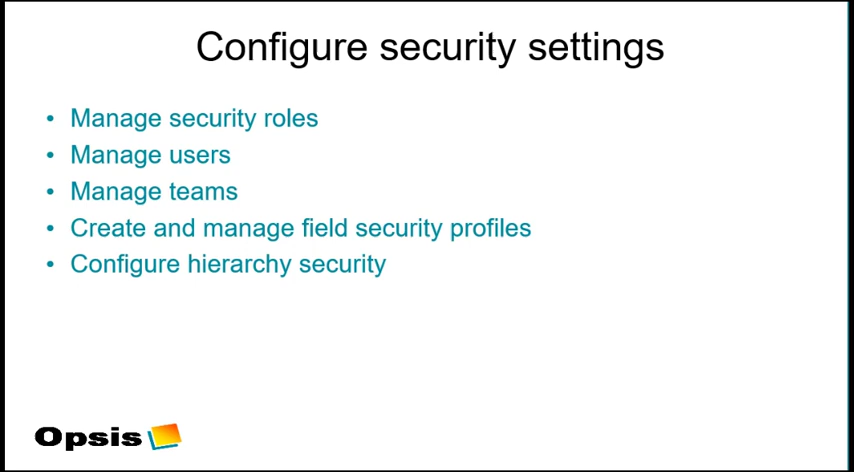 Configure security settings
• Manage security roles
• Manage users
• Manage teams
• Create and manage field security profiles
• Configure hierarchy security
Opsis